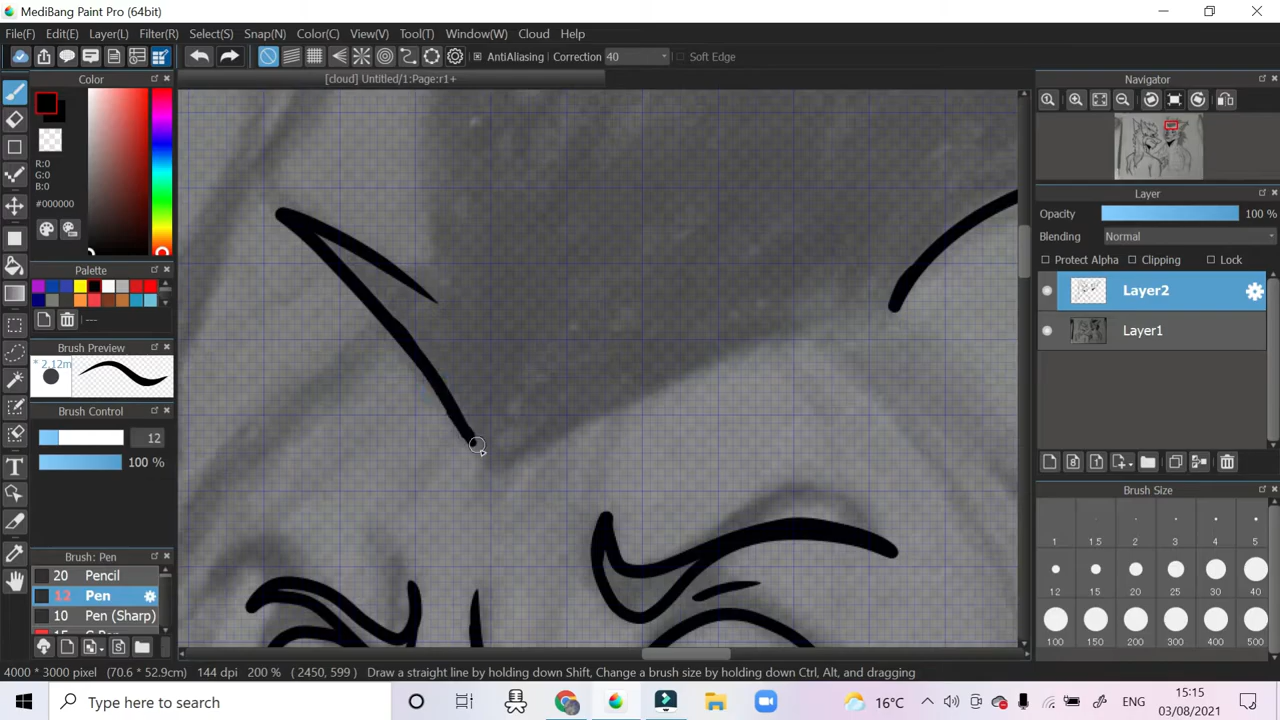 MediBang Paint Pro (64bit)
File(F) Edit(E) Layer(L) Filter(R) Select(S) Snap(N) Color(C) View(V) Tool(T) Window(W) Cloud Help
AntiAliasing Correction 40 Soft Edge
Color
[cloud] Untitled/1:Page:r1+
Navigator
R:0
G:0
B:0
#000000
Layer
Opacity 100 %
Blending Normal
Protect Alpha Clipping Lock
Palette
Layer2
---
Layer1
Brush Preview
* 2.12m
Brush Control
12
100 %
T
Brush Size
1 1.5 2 3 4 5
Brush: Pen
20 Pencil
12 Pen
10 Pen (Sharp)
12 15 20 25 30 40
100 150 200 300 400 500
4000 * 3000 pixel (70.6 * 52.9cm) 144 dpi 200 % ( 2450, 599 ) Draw a straight line by holding down Shift, Change a brush size by holding down Ctrl, Alt, and dragging
Type here to search
16°C
ENG
15:15
03/08/2021